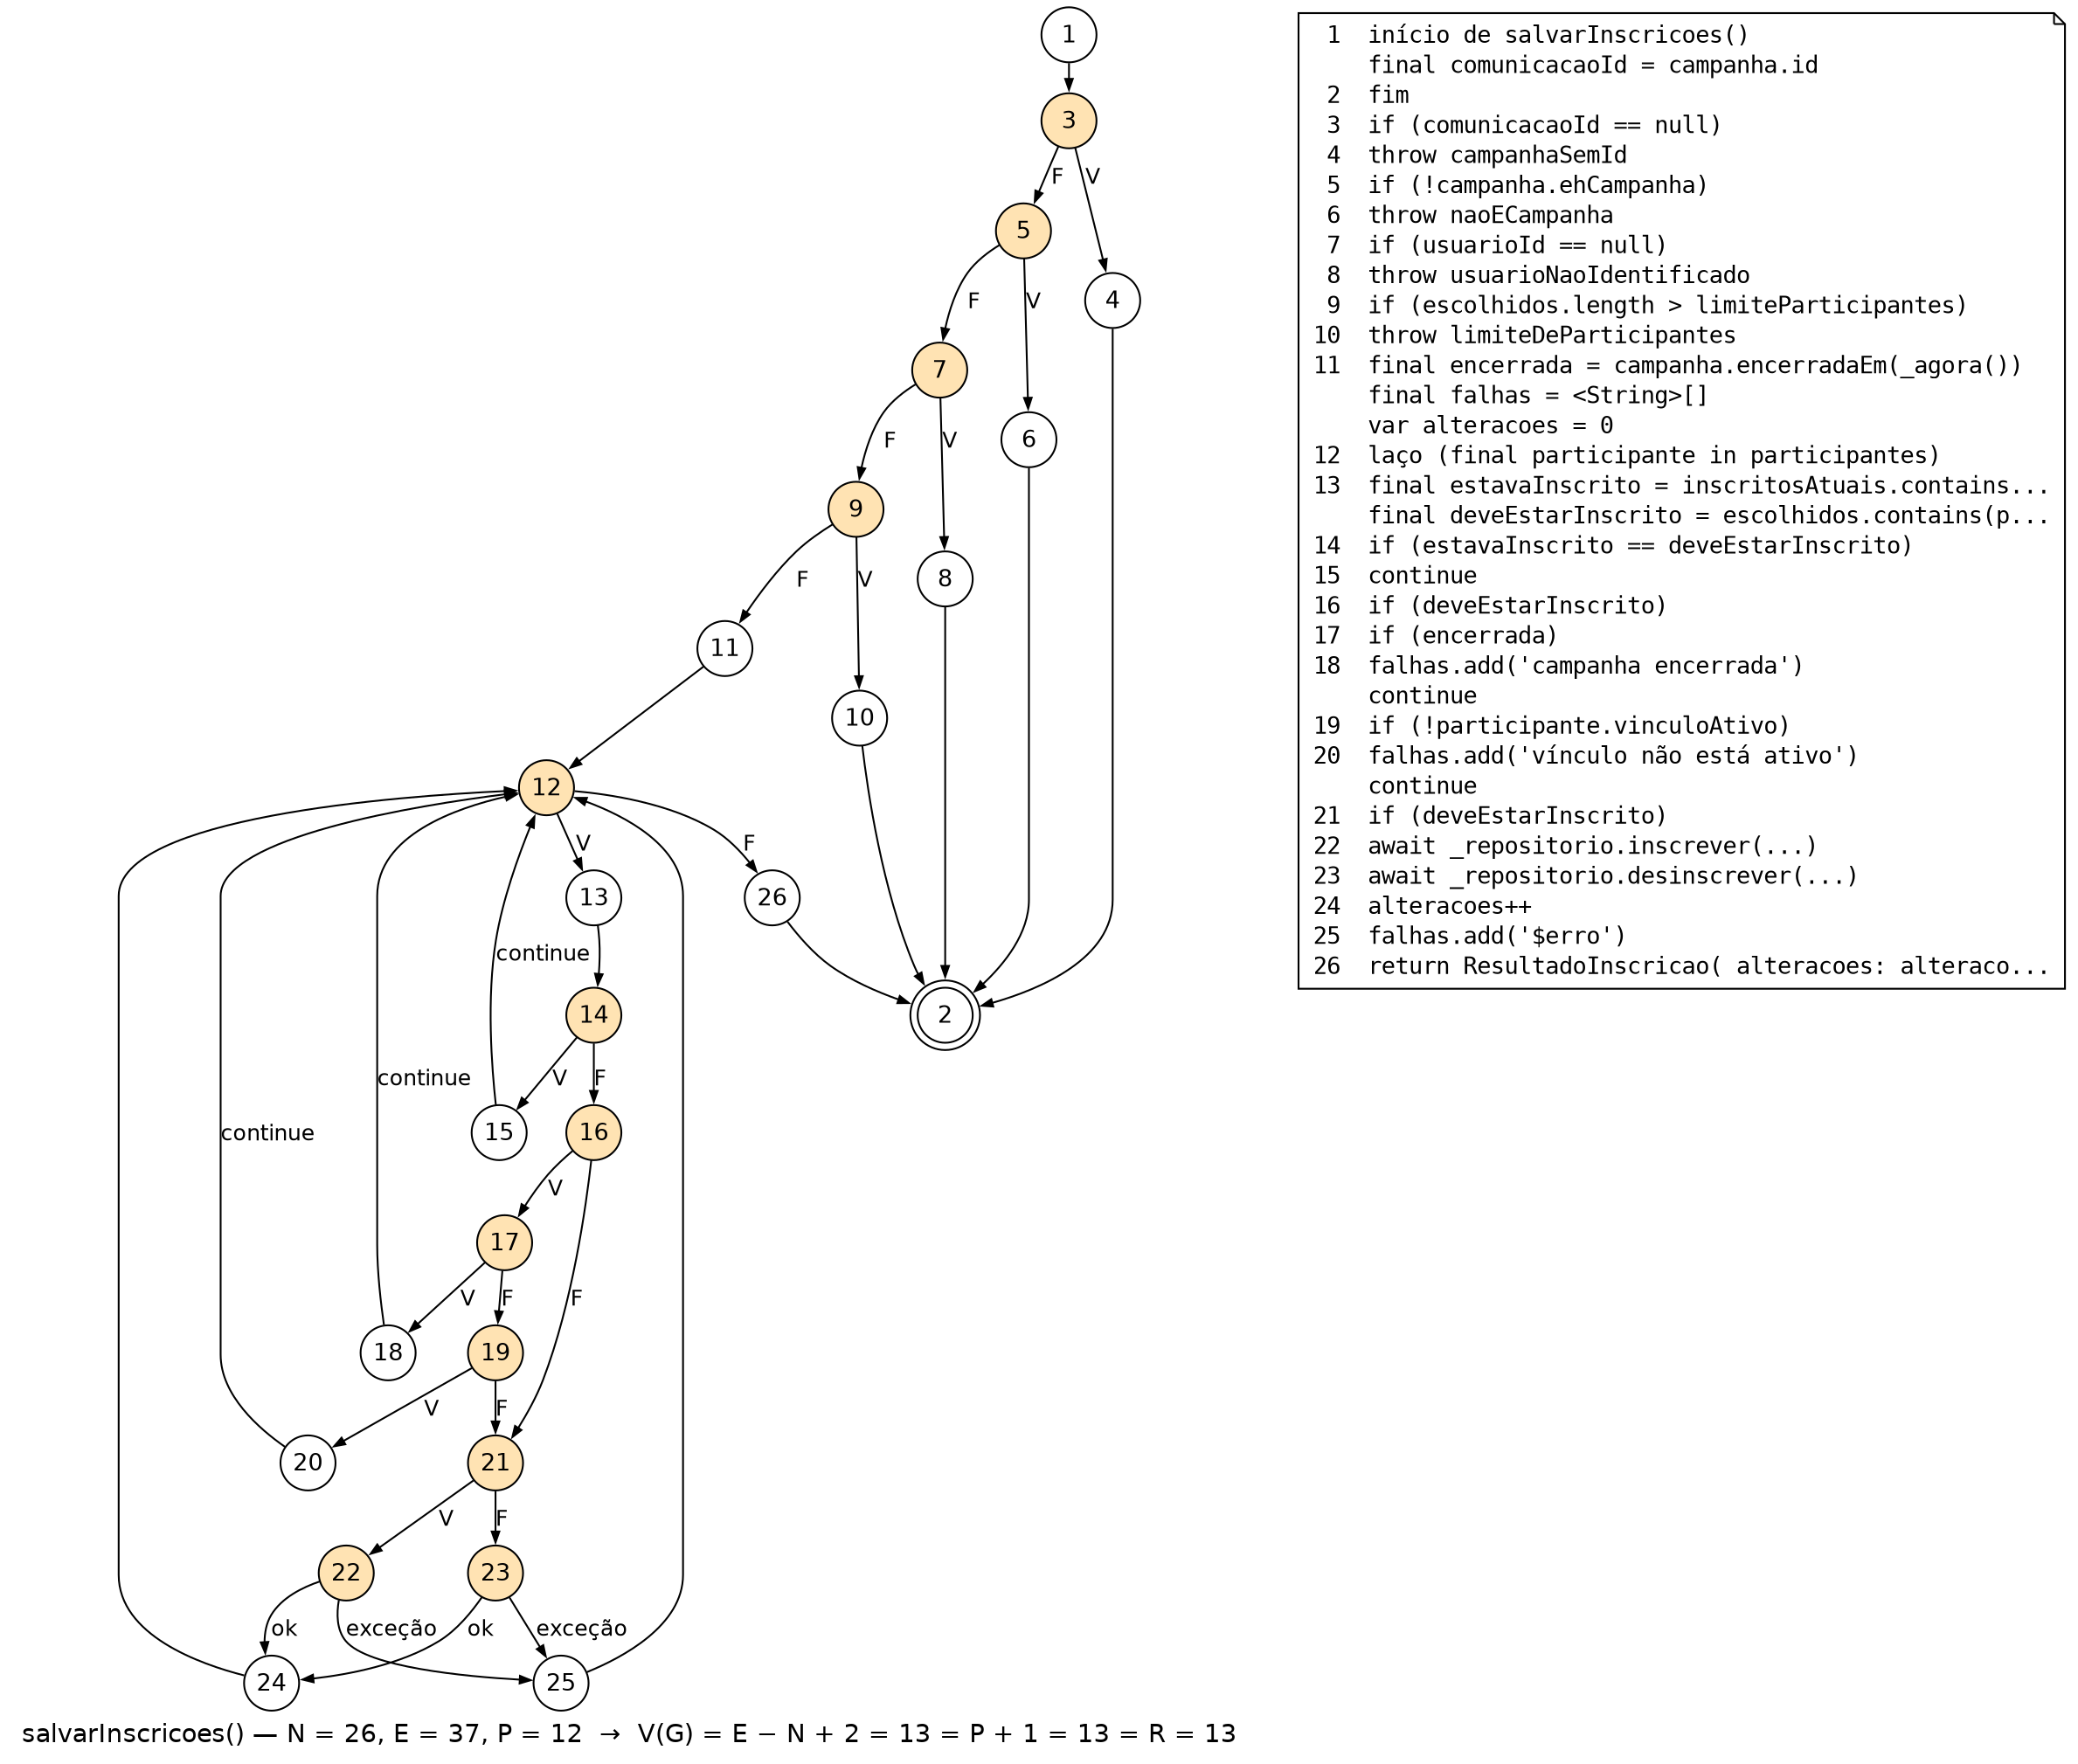 1
3
F
V
5
4
F
V
7
6
F
V
9
8
F
V
11
10
12
F
V
13
26
continue
14
2
continue
V
F
continue
15
16
V
17
F
V
F
18
19
V
F
20
21
V
F
22
23
ok
exceção
ok
exceção
24
25
salvarInscricoes() — N = 26, E = 37, P = 12 → V(G) = E − N + 2 = 13 = P + 1 = 13 = R = 13
1 início de salvarInscricoes()
final comunicacaoId = campanha.id
2 fim
3 if (comunicacaoId == null)
4 throw campanhaSemId
5 if (!campanha.ehCampanha)
6 throw naoECampanha
7 if (usuarioId == null)
8 throw usuarioNaoIdentificado
9 if (escolhidos.length > limiteParticipantes)
10 throw limiteDeParticipantes
11 final encerrada = campanha.encerradaEm(_agora())
final falhas = <String>[]
var alteracoes = 0
12 laço (final participante in participantes)
13 final estavaInscrito = inscritosAtuais.contains...
final deveEstarInscrito = escolhidos.contains(p...
14 if (estavaInscrito == deveEstarInscrito)
15 continue
16 if (deveEstarInscrito)
17 if (encerrada)
18 falhas.add('campanha encerrada')
continue
19 if (!participante.vinculoAtivo)
20 falhas.add('vínculo não está ativo')
continue
21 if (deveEstarInscrito)
22 await _repositorio.inscrever(...)
23 await _repositorio.desinscrever(...)
24 alteracoes++
25 falhas.add('$erro')
26 return ResultadoInscricao( alteracoes: alteraco...